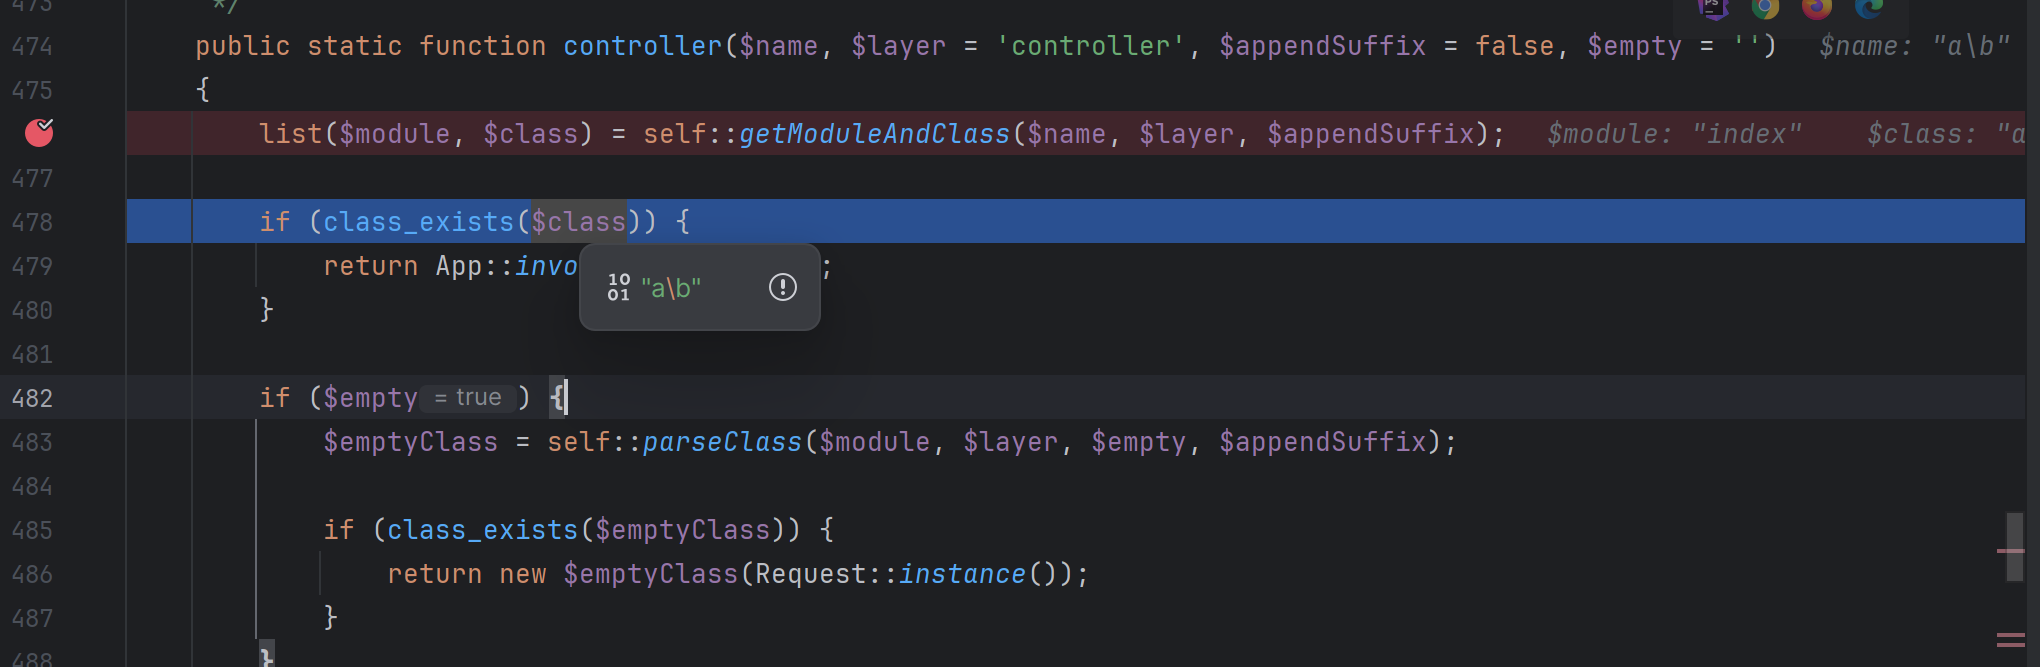 473 */
474 public static function controller($name, $layer = 'controller', $appendSuffix = false, $empty = '') $name: "a\b"
475 {
list($module, $class) = self::getModuleAndClass($name, $layer, $appendSuffix); $module: "index" $class: "a
477
478 if (class_exists($class)) {
479 return App::invo ;
10 01 "a\b"
480 }
481
482 if ($empty = true) {
483 $emptyClass = self::parseClass($module, $layer, $empty, $appendSuffix);
484
485 if (class_exists($emptyClass)) {
486 return new $emptyClass(Request::instance());
487 }
488 }